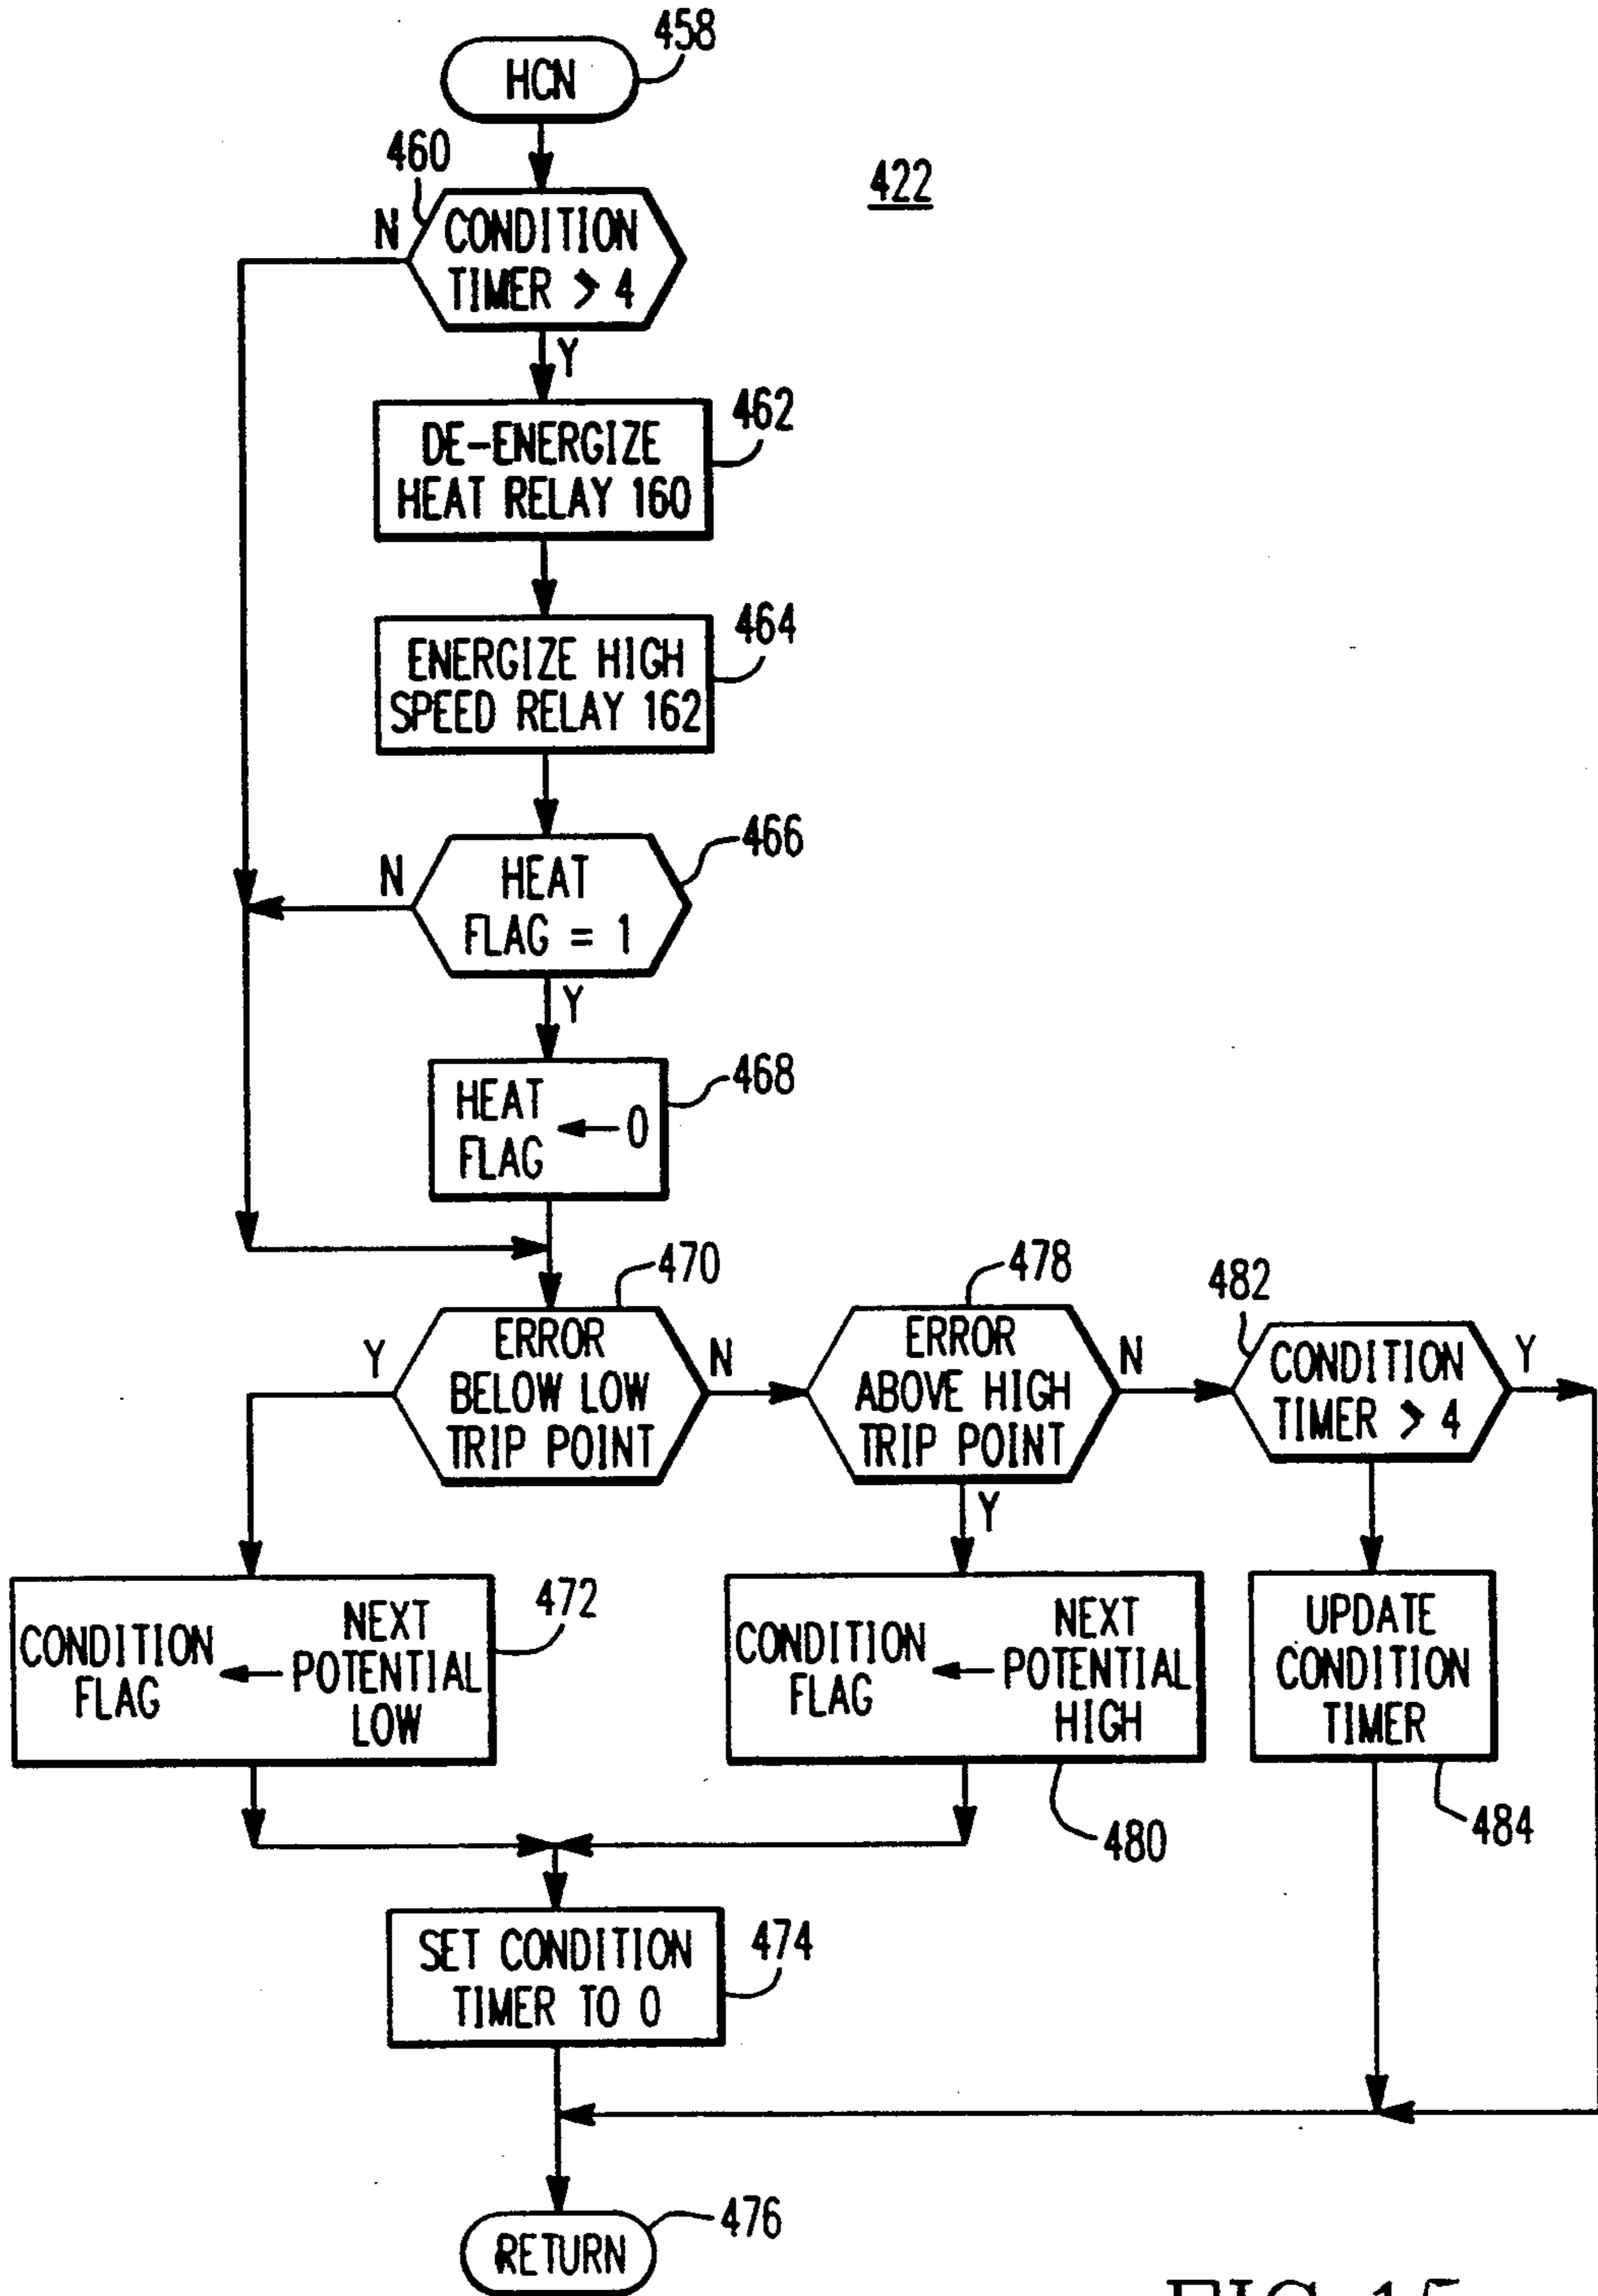 458
HCN
460
422
N
CONDITION
TIMER > 4
Y
462
DE-ENERGIZE
HEAT RELAY 160
464
ENERGIZE HIGH
SPEED RELAY 162
466
N
HEAT
FLAG = 1
Y
468
HEAT
FLAG ← 0
470
478
482
Y
ERROR
BELOW LOW
TRIP POINT
N
ERROR
ABOVE HIGH
TRIP POINT
Y
N
CONDITION
TIMER > 4
Y
472
CONDITION
FLAG
←
NEXT
POTENTIAL
LOW
CONDITION
FLAG
←
NEXT
POTENTIAL
HIGH
480
UPDATE
CONDITION
TIMER
484
474
SET CONDITION
TIMER TO 0
476
RETURN
FIG. 15